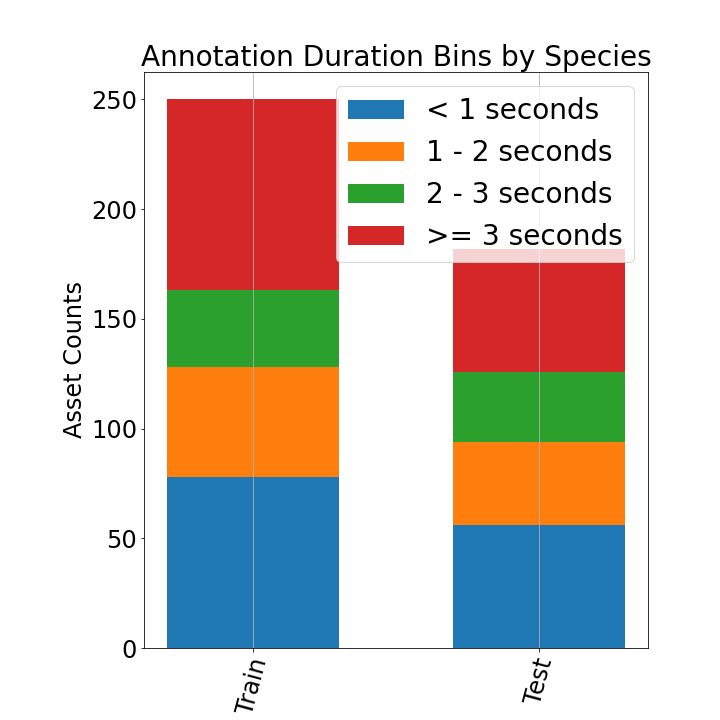 Annotation Duration Bins by Species
< 1 seconds
1 - 2 seconds
2 - 3 seconds
>= 3 seconds
Asset Counts
250
200
150
100
50
0
Train
Test